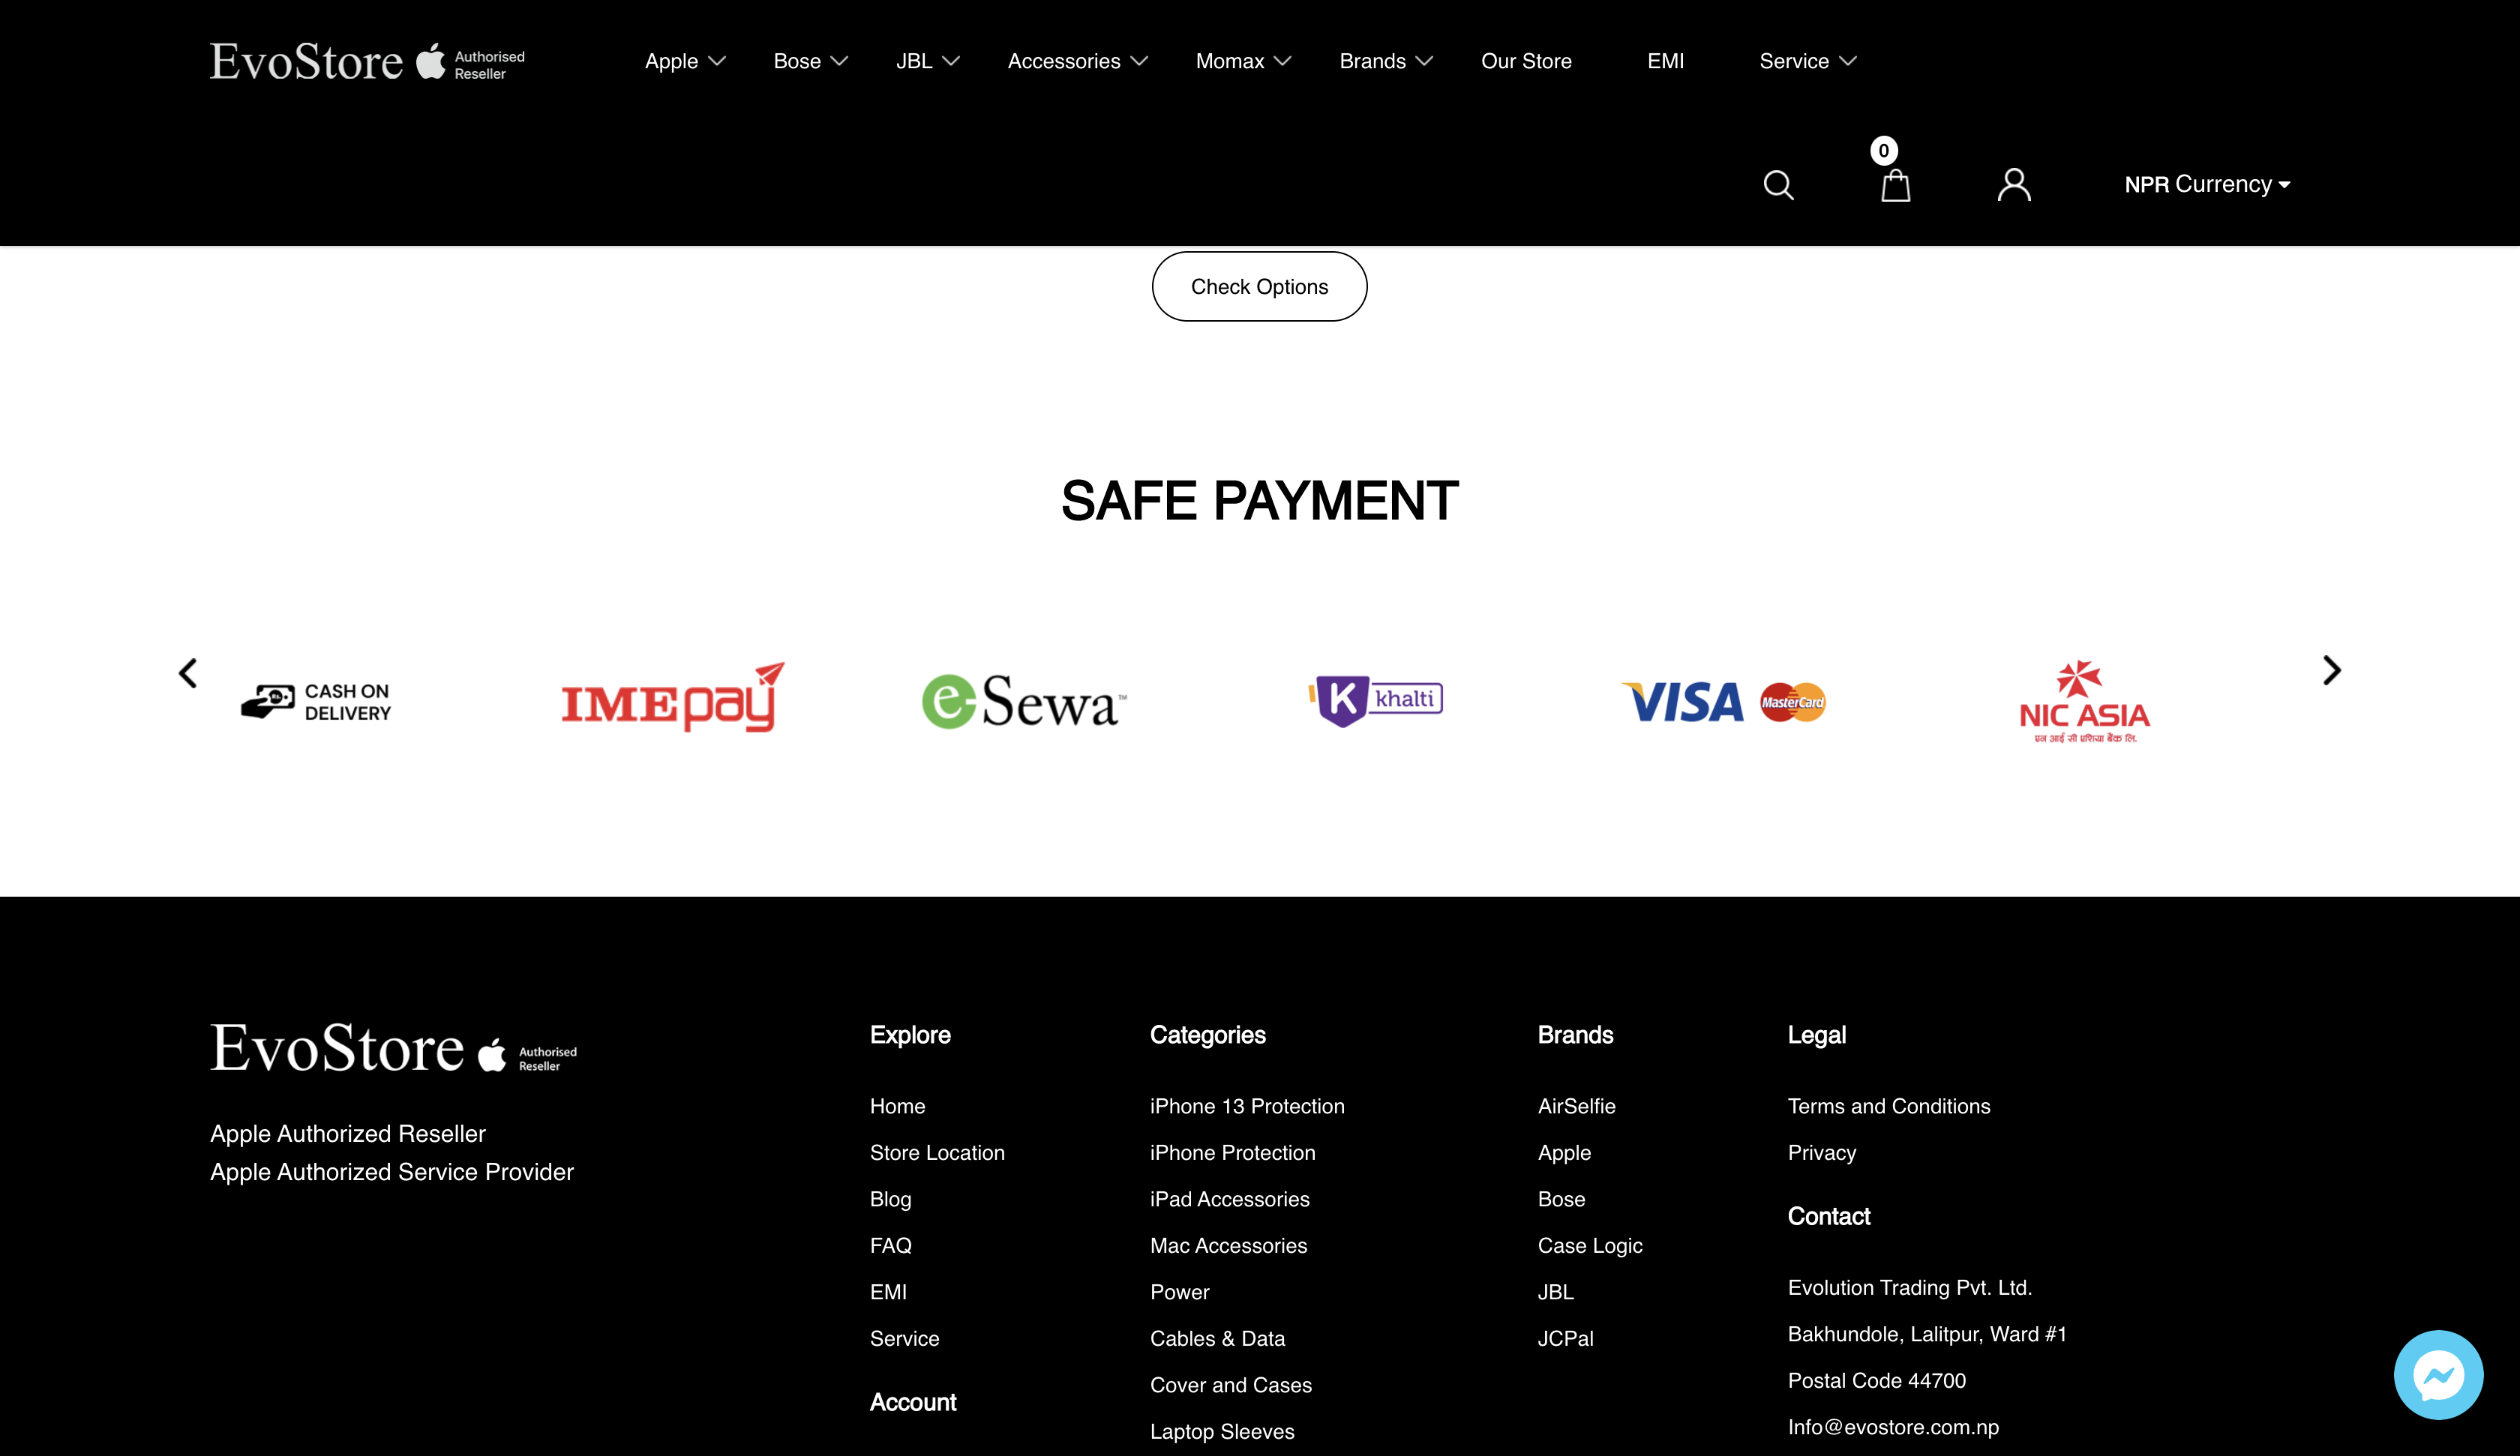 EvoStore Authorised
Reseller
Apple
Bose
JBL
Accessories
Momax
Brands
Our Store
EMI
Service
0
NPR Currency
Check Options
SAFE PAYMENT
Rs.
CASH ON
DELIVERY
IMEpay
eSewa™
K khalti
VISA
MasterCard
NIC ASIA
एन आई सी एशिया बैंक लि.
EvoStore Authorised
Reseller
Apple Authorized Reseller
Apple Authorized Service Provider
Explore
Home
Store Location
Blog
FAQ
EMI
Service
Account
Categories
iPhone 13 Protection
iPhone Protection
iPad Accessories
Mac Accessories
Power
Cables & Data
Cover and Cases
Laptop Sleeves
Brands
AirSelfie
Apple
Bose
Case Logic
JBL
JCPal
Legal
Terms and Conditions
Privacy
Contact
Evolution Trading Pvt. Ltd.
Bakhundole, Lalitpur, Ward #1
Postal Code 44700
Info@evostore.com.np